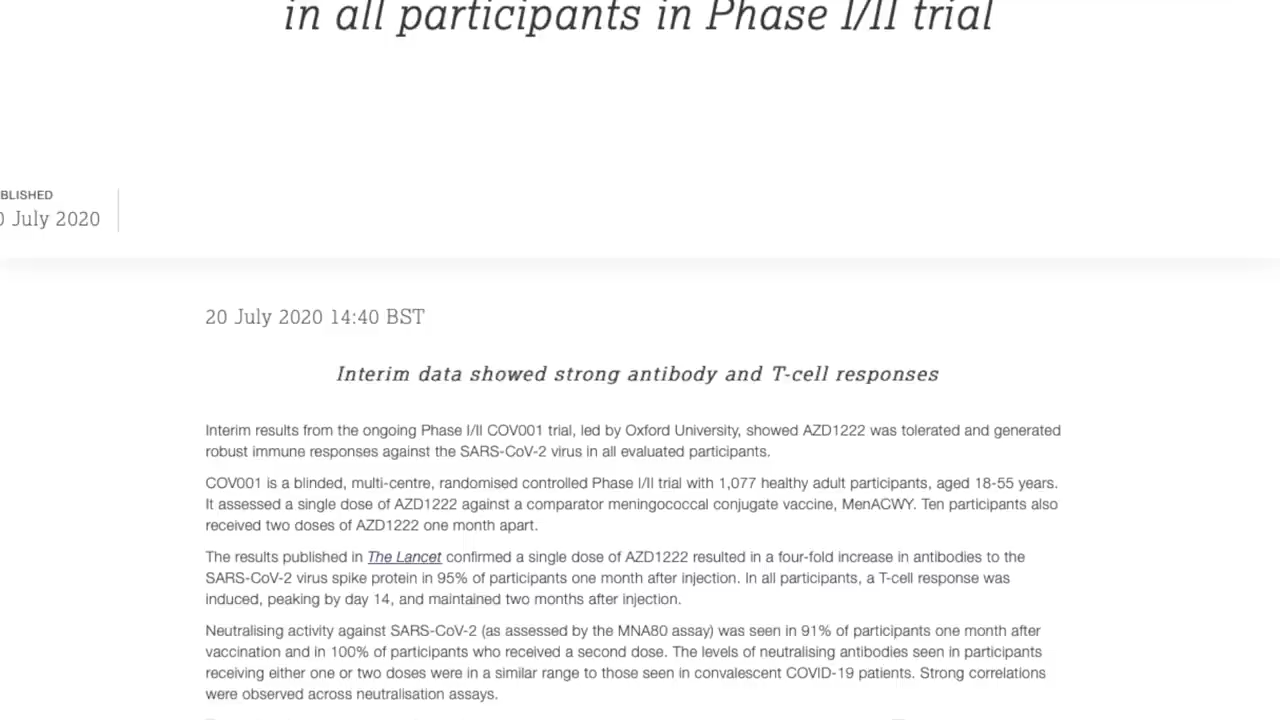 in all participants in Phase I/II trial
BLISHED
0 July 2020
20 July 2020 14:40 BST
Interim data showed strong antibody and T-cell responses
Interim results from the ongoing Phase I/II COV001 trial, led by Oxford University, showed AZD1222 was tolerated and generated
robust immune responses against the SARS-CoV-2 virus in all evaluated participants.
COV001 is a blinded, multi-centre, randomised controlled Phase I/II trial with 1,077 healthy adult participants, aged 18-55 years.
It assessed a single dose of AZD1222 against a comparator meningococcal conjugate vaccine, MenACWY. Ten participants also
received two doses of AZD1222 one month apart.
The results published in The Lancet confirmed a single dose of AZD1222 resulted in a four-fold increase in antibodies to the
SARS-CoV-2 virus spike protein in 95% of participants one month after injection. In all participants, a T-cell response was
induced, peaking by day 14, and maintained two months after injection.
Neutralising activity against SARS-CoV-2 (as assessed by the MNA80 assay) was seen in 91% of participants one month after
vaccination and in 100% of participants who received a second dose. The levels of neutralising antibodies seen in participants
receiving either one or two doses were in a similar range to those seen in convalescent COVID-19 patients. Strong correlations
were observed across neutralisation assays.